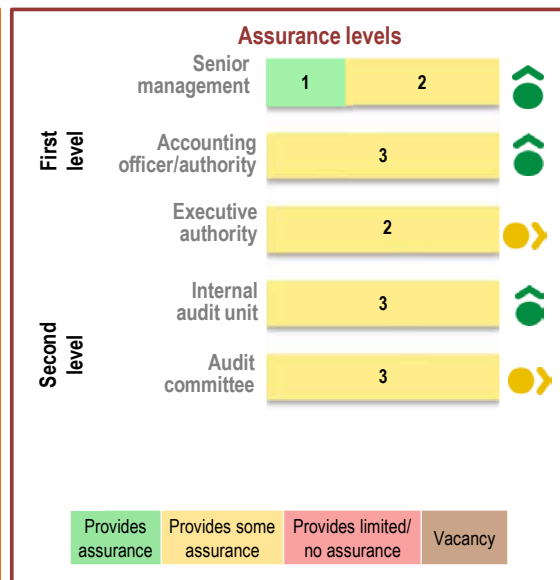 Assurance levels
First
level
Senior
management
1
2
Accounting
officer/authority
3
Executive
authority
2
Second
level
Internal
audit unit
3
Audit
committee
3
Provides
assurance
Provides some
assurance
Provides limited/
no assurance
Vacancy